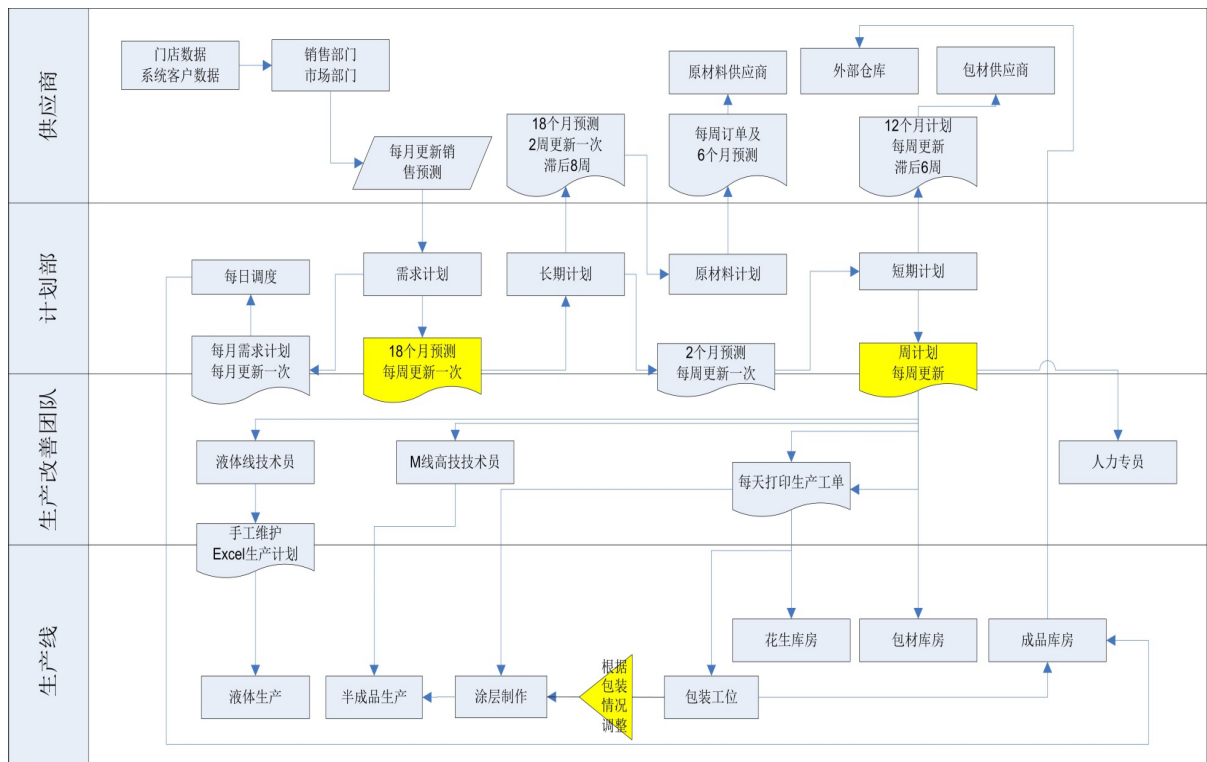 供应商
门店数据
系统客户数据
销售部门
市场部门
原材料供应商
外部仓库
包材供应商
每月更新销
售预测
18个月预测
2周更新一次
滞后8周
每周订单及
6个月预测
12个月计划
每周更新
滞后6周
计划部
每日调度
需求计划
长期计划
原材料计划
短期计划
每月需求计划
每月更新一次
18个月预测
每周更新一次
2个月预测
每周更新一次
周计划
每周更新
生产改善团队
液体线技术员
M线高技技术员
每天打印生产工单
人力专员
手工维护
Excel生产计划
生产线
花生库房
包材库房
成品库房
液体生产
半成品生产
涂层制作
根据
包装
情况
调整
包装工位